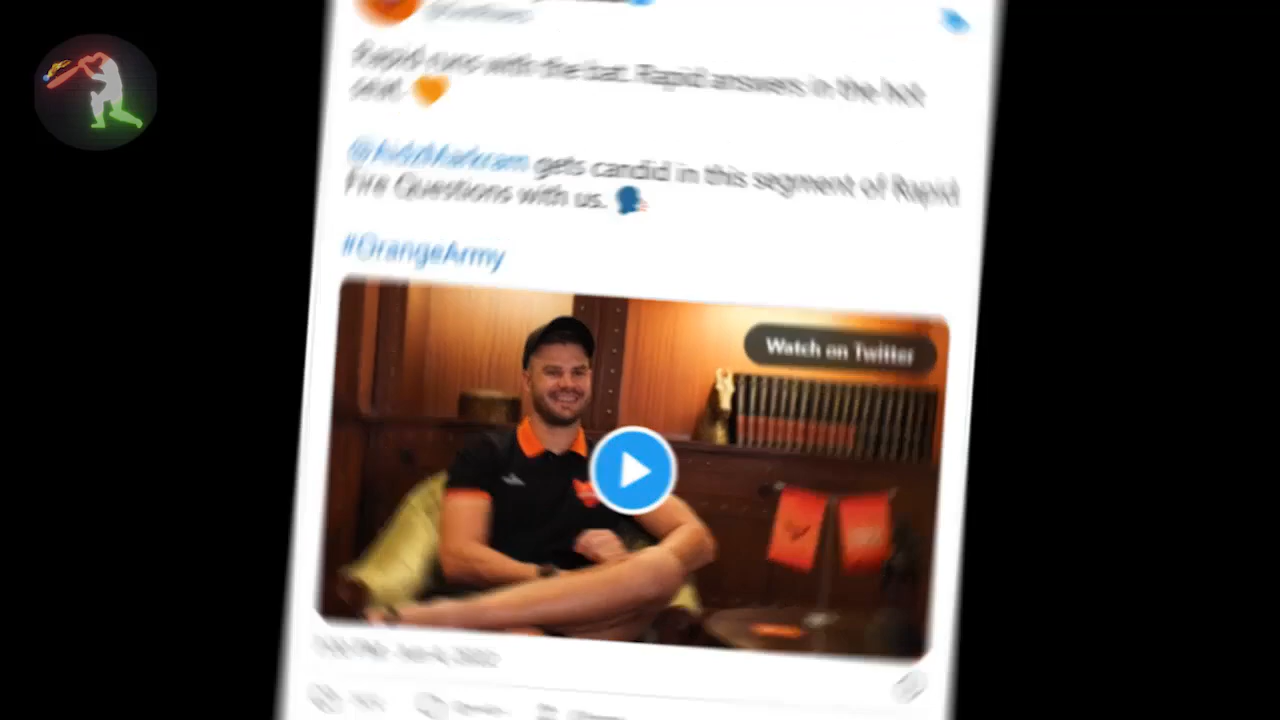 Rapid runs with the bat. Rapid answers in the hot
seat.
@AidzMarkram gets candid in this segment of Rapid
Fire Questions with us.
#OrangeArmy
Watch on Twitter